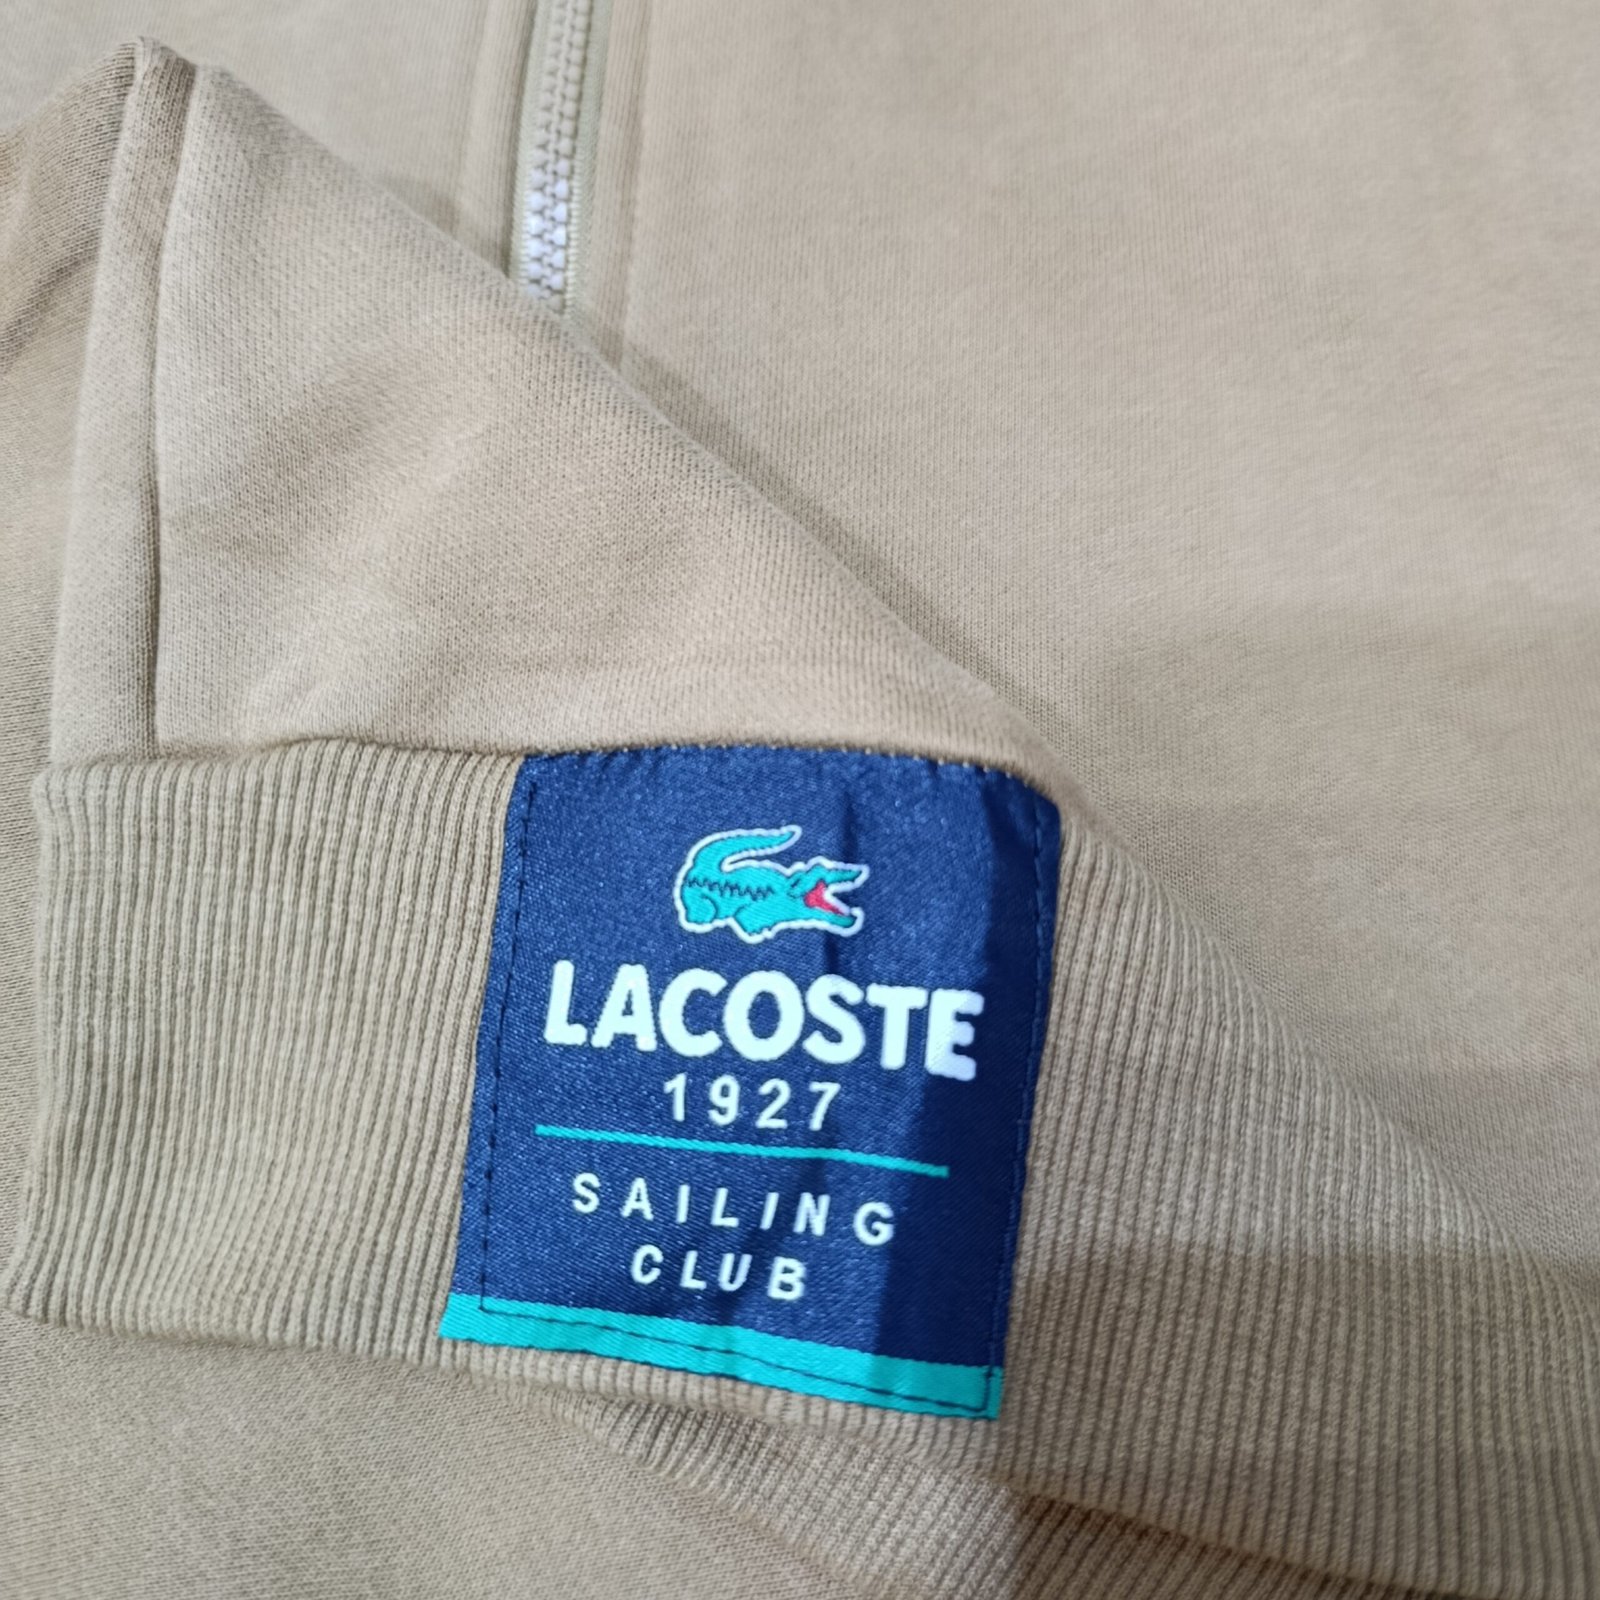 LACOSTE
1927
SAILING
CLUB